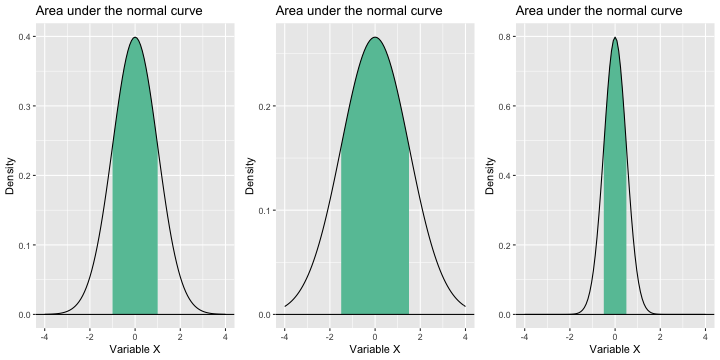 Area under the normal curve
0.4
0.3
0.2
0.1
0.0
Density
-4 -2 0 2 4
Variable X
Area under the normal curve
0.2
0.1
0.0
Density
-4 -2 0 2 4
Variable X
Area under the normal curve
0.8
0.6
0.4
0.2
0.0
Density
-4 -2 0 2 4
Variable X